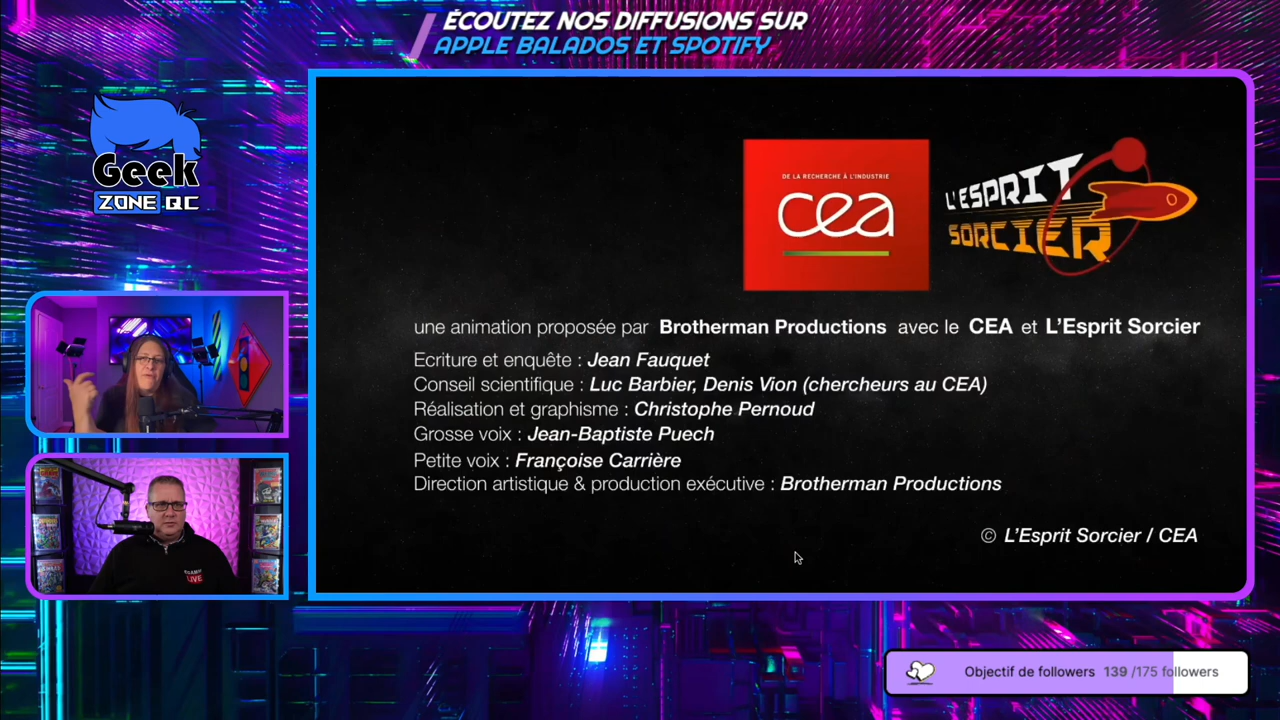 ÉCOUTEZ NOS DIFFUSIONS SUR
APPLE BALADOS ET SPOTIFY
Geek
ZONE QC
DE LA RECHERCHE À L'INDUSTRIE
cea
L'ESPRIT
SORCIER
une animation proposée par Brotherman Productions avec le CEA et L'Esprit Sorcier
Ecriture et enquête : Jean Fauquet
Conseil scientifique : Luc Barbier, Denis Vion (chercheurs au CEA)
Réalisation et graphisme : Christophe Pernoud
Grosse voix : Jean-Baptiste Puech
Petite voix : Françoise Carrière
Direction artistique & production exécutive : Brotherman Productions
© L'Esprit Sorcier / CEA
LIVE
Objectif de followers 139 /175 followers